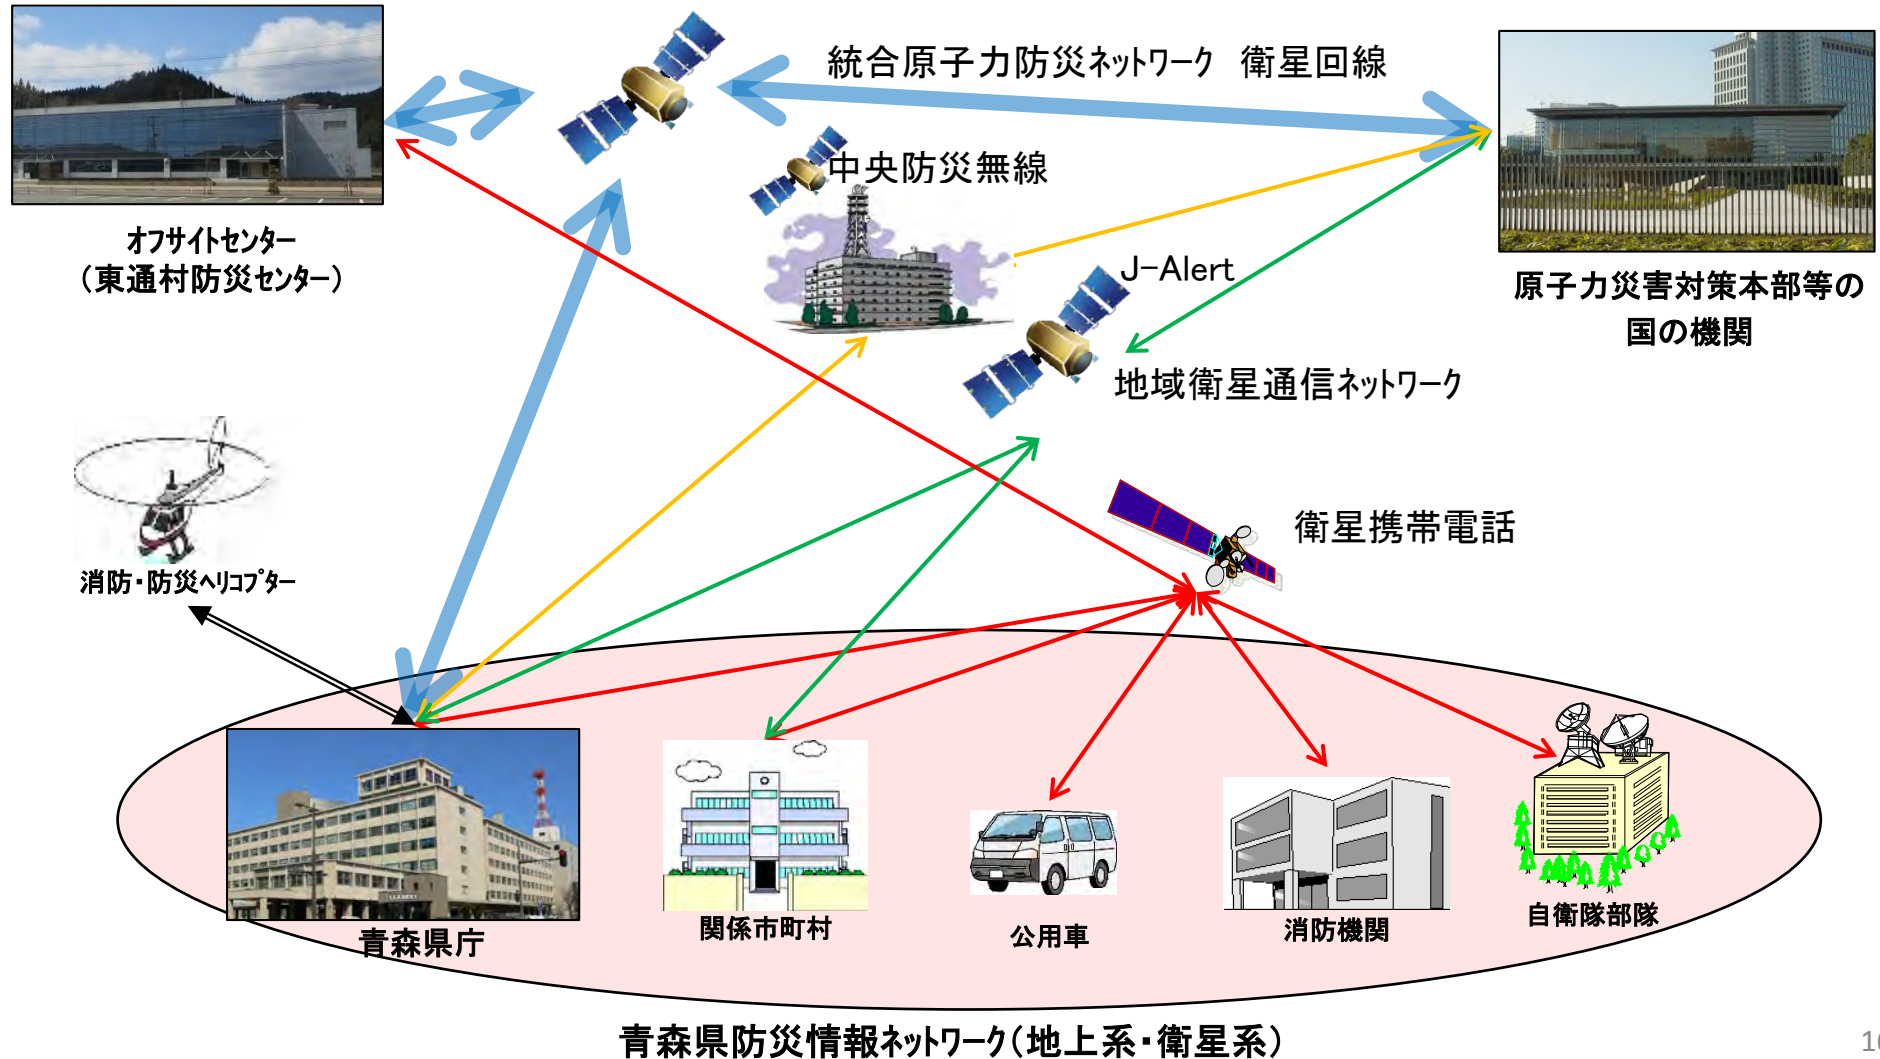 統合原子力防災ネットワーク　衛星回線
中央防災無線
オフサイトセンター
（東通村防災センター）
J-Alert
原子力災害対策本部等の
国の機関
地域衛星通信ネットワーク
衛星携帯電話
消防・防災ヘリコプター
青森県庁
関係市町村
公用車
消防機関
自衛隊部隊
青森県防災情報ネットワーク（地上系・衛星系）